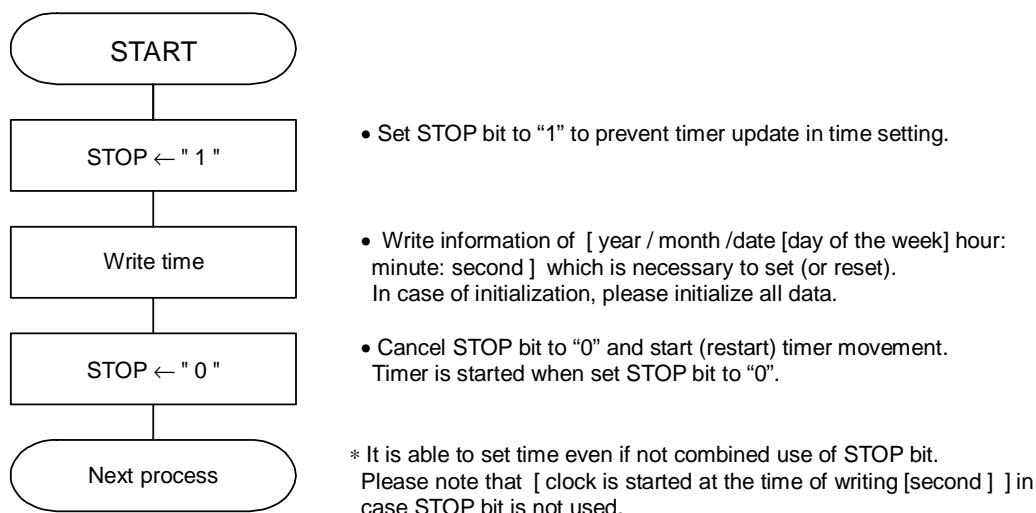 START
STOP ← " 1 "
• Set STOP bit to “1” to prevent timer update in time setting.
Write time
• Write information of [ year / month /date [day of the week] hour:
minute: second ] which is necessary to set (or reset).
In case of initialization, please initialize all data.
STOP ← " 0 "
• Cancel STOP bit to “0” and start (restart) timer movement.
Timer is started when set STOP bit to “0”.
Next process
* It is able to set time even if not combined use of STOP bit.
Please note that [ clock is started at the time of writing [second ] ] in
case STOP bit is not used.